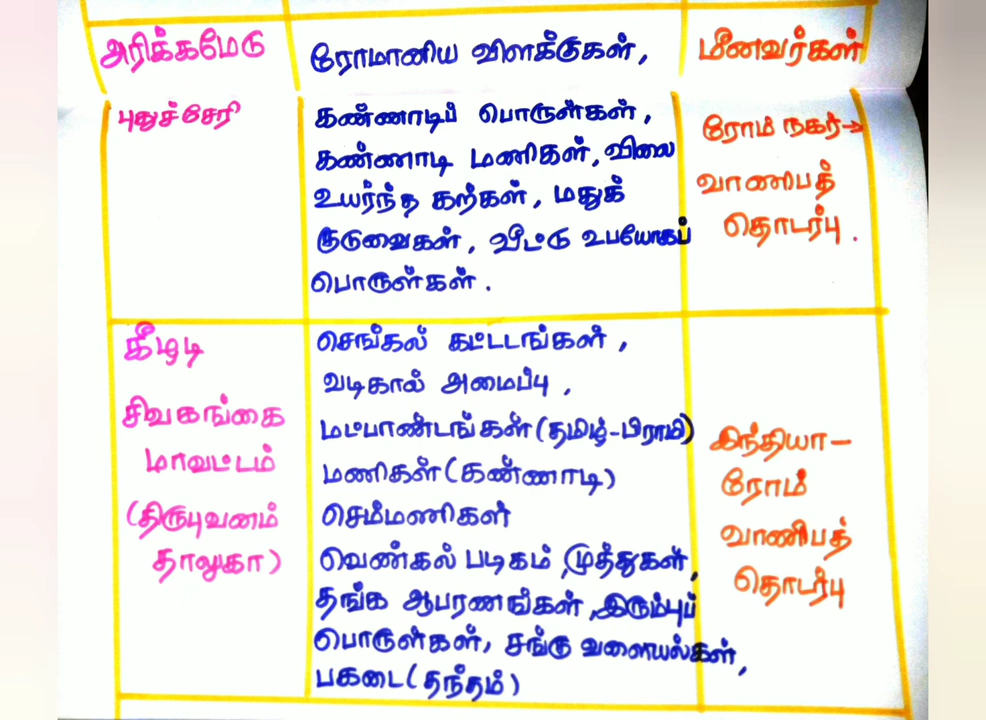 அரிக்கமேடு
புதுச்சேரி
ரோமானிய விளக்குகள்,
கண்ணாடிப் பொருள்கள்,
கண்ணாடி மணிகள், விலை
உயர்ந்த கற்கள், மதுக்
குடுவைகள், வீட்டு உபயோகப்
பொருள்கள்.
மீனவர்கள்
ரோம் நகர்→
வாணிபத்
தொடர்பு.
கீழடி
சிவகங்கை
மாவட்டம்
(திருபுவனம்
தாலுகா)
செங்கல் கட்டடங்கள்,
வடிகால் அமைப்பு,
மட்பாண்டங்கள்(தமிழ்-பிராமி)
மணிகள்(கண்ணாடி)
செம்மணிகள்
வெண்கல் படிகம், முத்துகள்,
தங்க ஆபரணங்கள், இரும்புப்
பொருள்கள், சங்கு வளையல்கள்,
பகடை(தந்தம்)
இந்தியா–
ரோம்
வாணிபத்
தொடர்பு